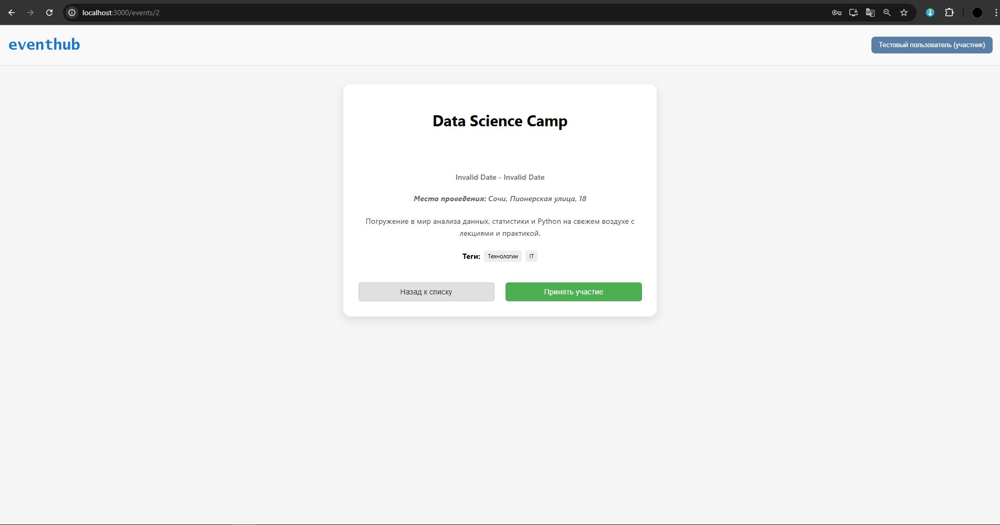 localhost:3000/events/2
eventhub
Тестовый пользователь (участник)
Data Science Camp
Invalid Date - Invalid Date
Место проведения: Сочи, Пионерская улица, 18
Погружение в мир анализа данных, статистики и Python на свежем воздухе с
лекциями и практикой.
Теги: Технологии IT
Назад к списку
Принять участие